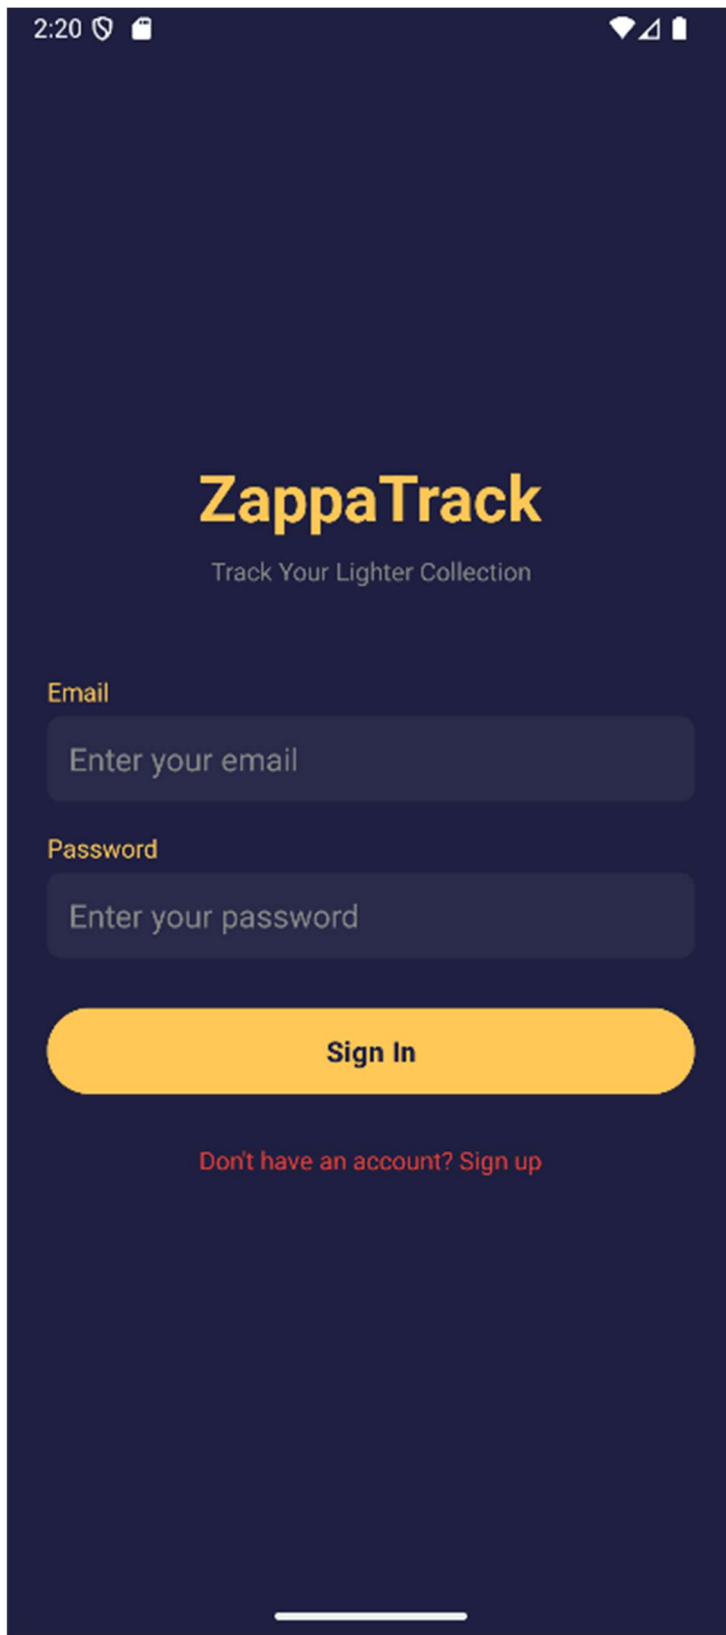 2:20
ZappaTrack
Track Your Lighter Collection
Email
Enter your email
Password
Enter your password
Sign In
Don't have an account? Sign up